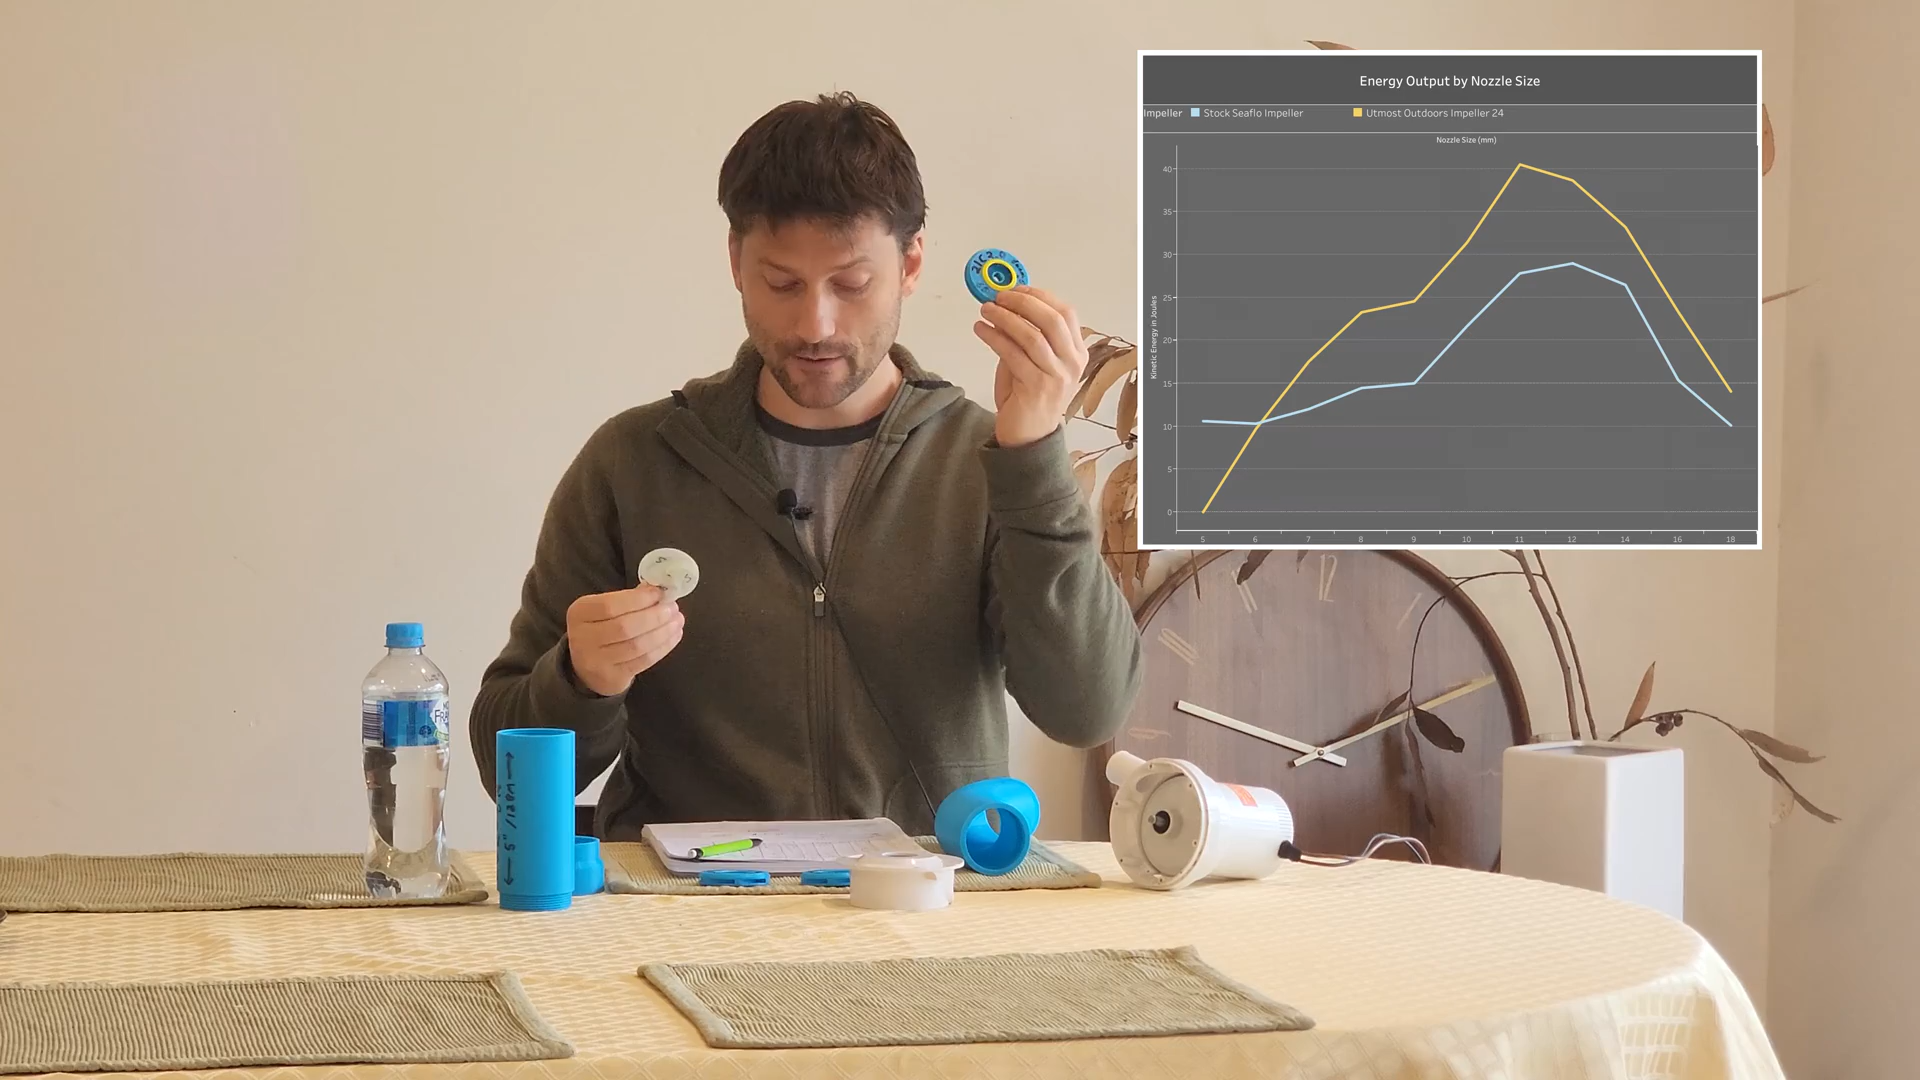 Energy Output by Nozzle Size
Impeller Stock Seaflo Impeller Utmost Outdoors Impeller 24
Nozzle Size (mm)
Kinetic Energy in Joules
40
35
30
25
20
15
10
5
0
5 6 7 8 9 10 11 12 14 16 18
12